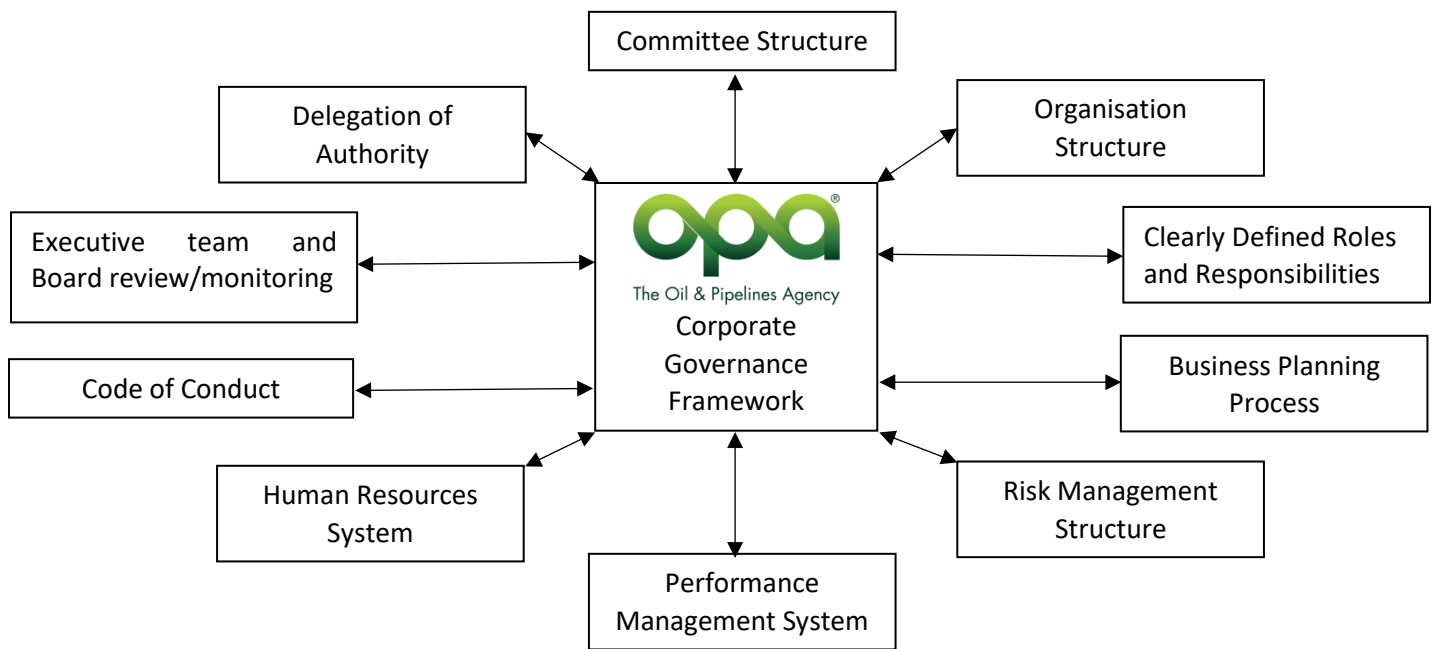 Committee Structure
Delegation of
Authority
Organisation
Structure
Executive team and
Board review/monitoring
opa®
The Oil & Pipelines Agency
Corporate
Governance
Framework
Clearly Defined Roles
and Responsibilities
Code of Conduct
Business Planning
Process
Human Resources
System
Risk Management
Structure
Performance
Management System